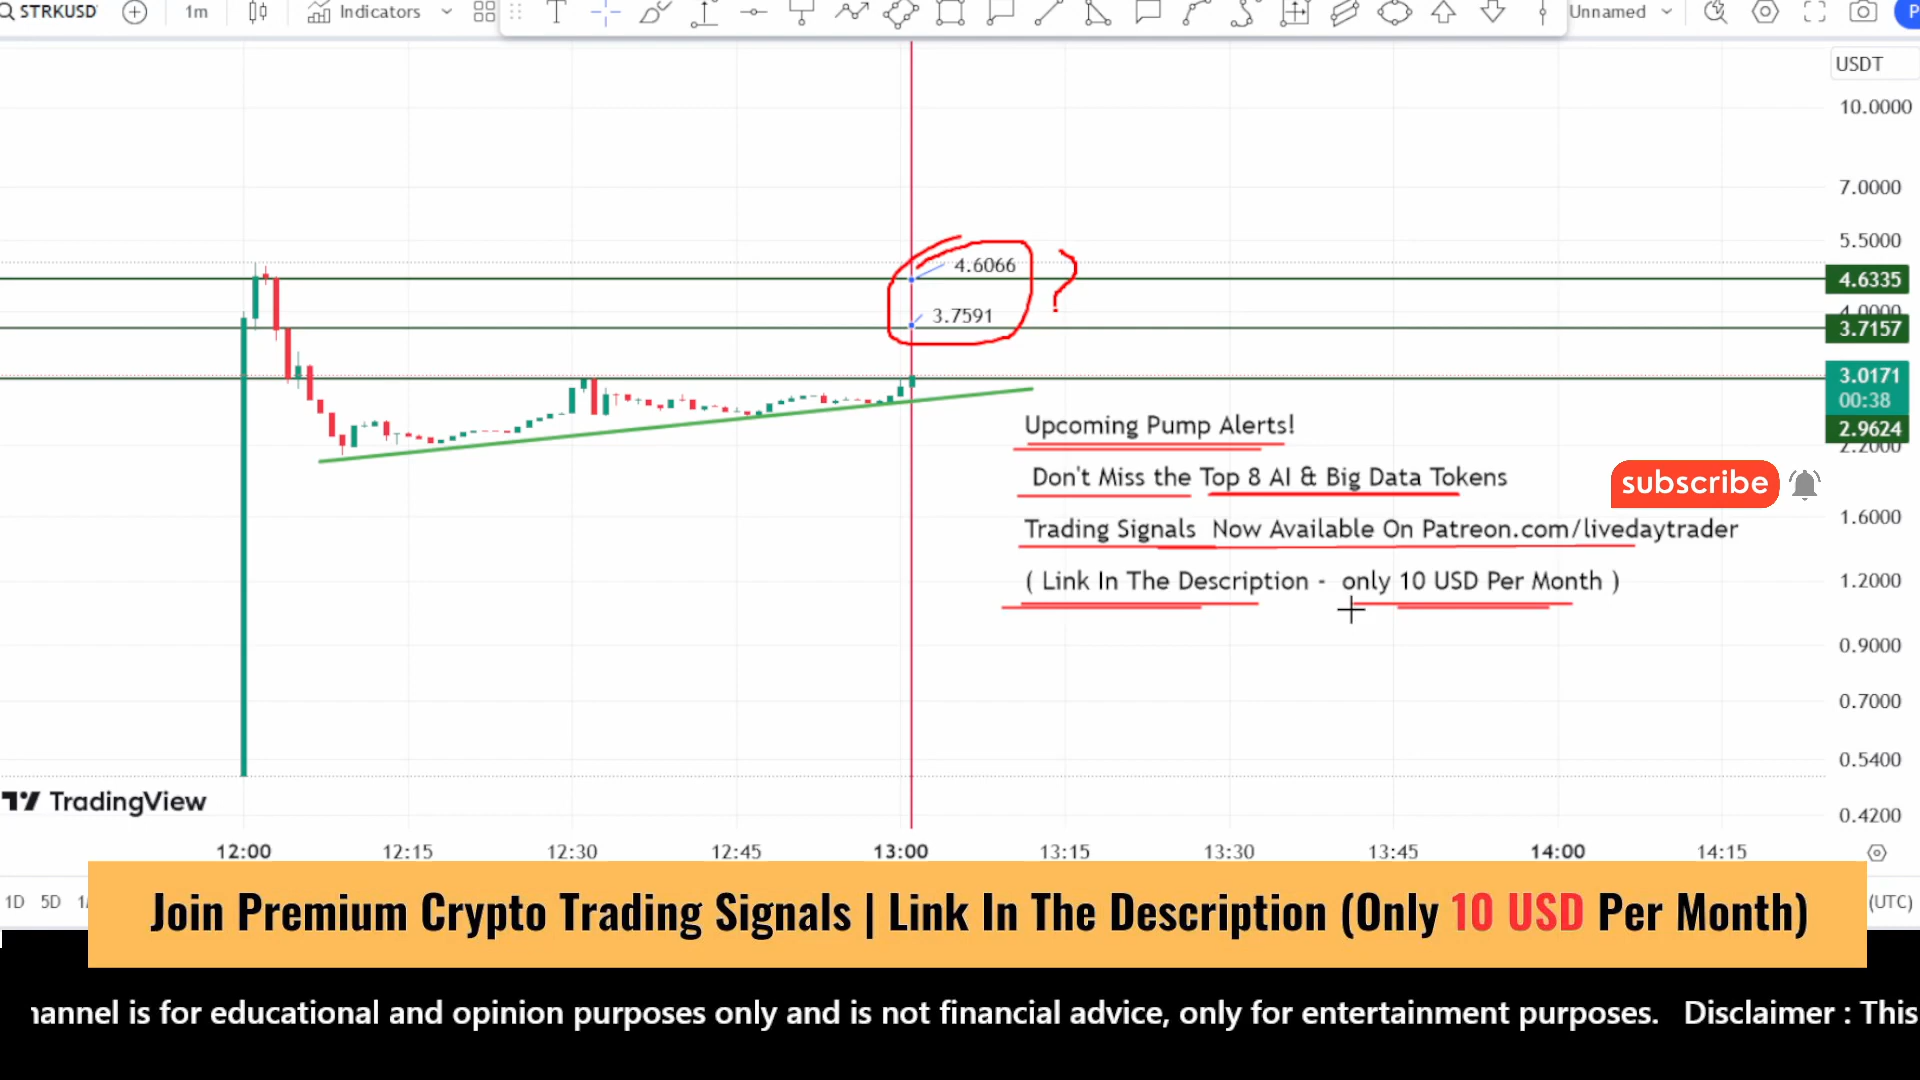 STRKUSD 1m Indicators Unnamed P
USDT
10.0000
7.0000
5.5000
4.6066
4.6335
4.0000
3.7591
3.7157
3.0171
00:38
2.9624
2.2000
Upcoming Pump Alerts!
Don't Miss the Top 8 AI & Big Data Tokens
subscribe
Trading Signals Now Available On Patreon.com/livedaytrader
( Link In The Description - only 10 USD Per Month )
1.6000
1.2000
0.9000
0.7000
0.5400
0.4200
TradingView
12:00 12:15 12:30 12:45 13:00 13:15 13:30 13:45 14:00 14:15
1D 5D (UTC)
Join Premium Crypto Trading Signals | Link In The Description (Only 10 USD Per Month)
hannel is for educational and opinion purposes only and is not financial advice, only for entertainment purposes. Disclaimer : This